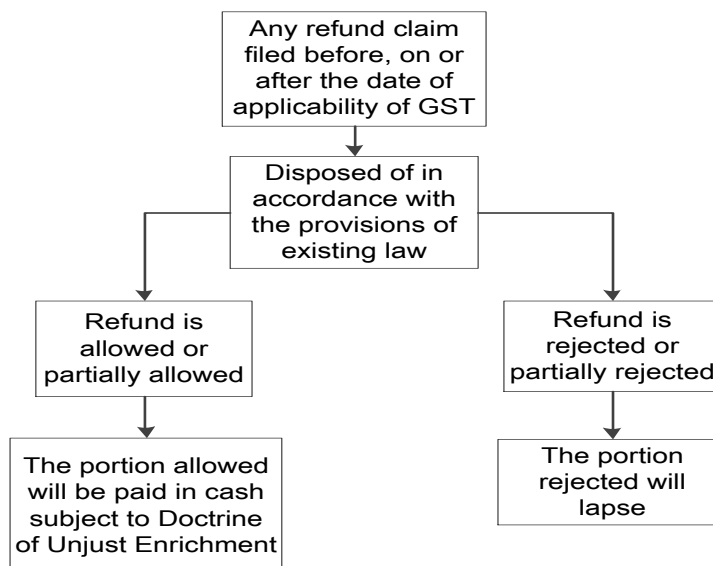 Any refund claim
filed before, on or
after the date of
applicability of GST
Disposed of in
accordance with
the provisions of
existing law
Refund is
allowed or
partially allowed
Refund is
rejected or
partially rejected
The portion allowed
will be paid in cash
subject to Doctrine
of Unjust Enrichment
The portion
rejected will
lapse